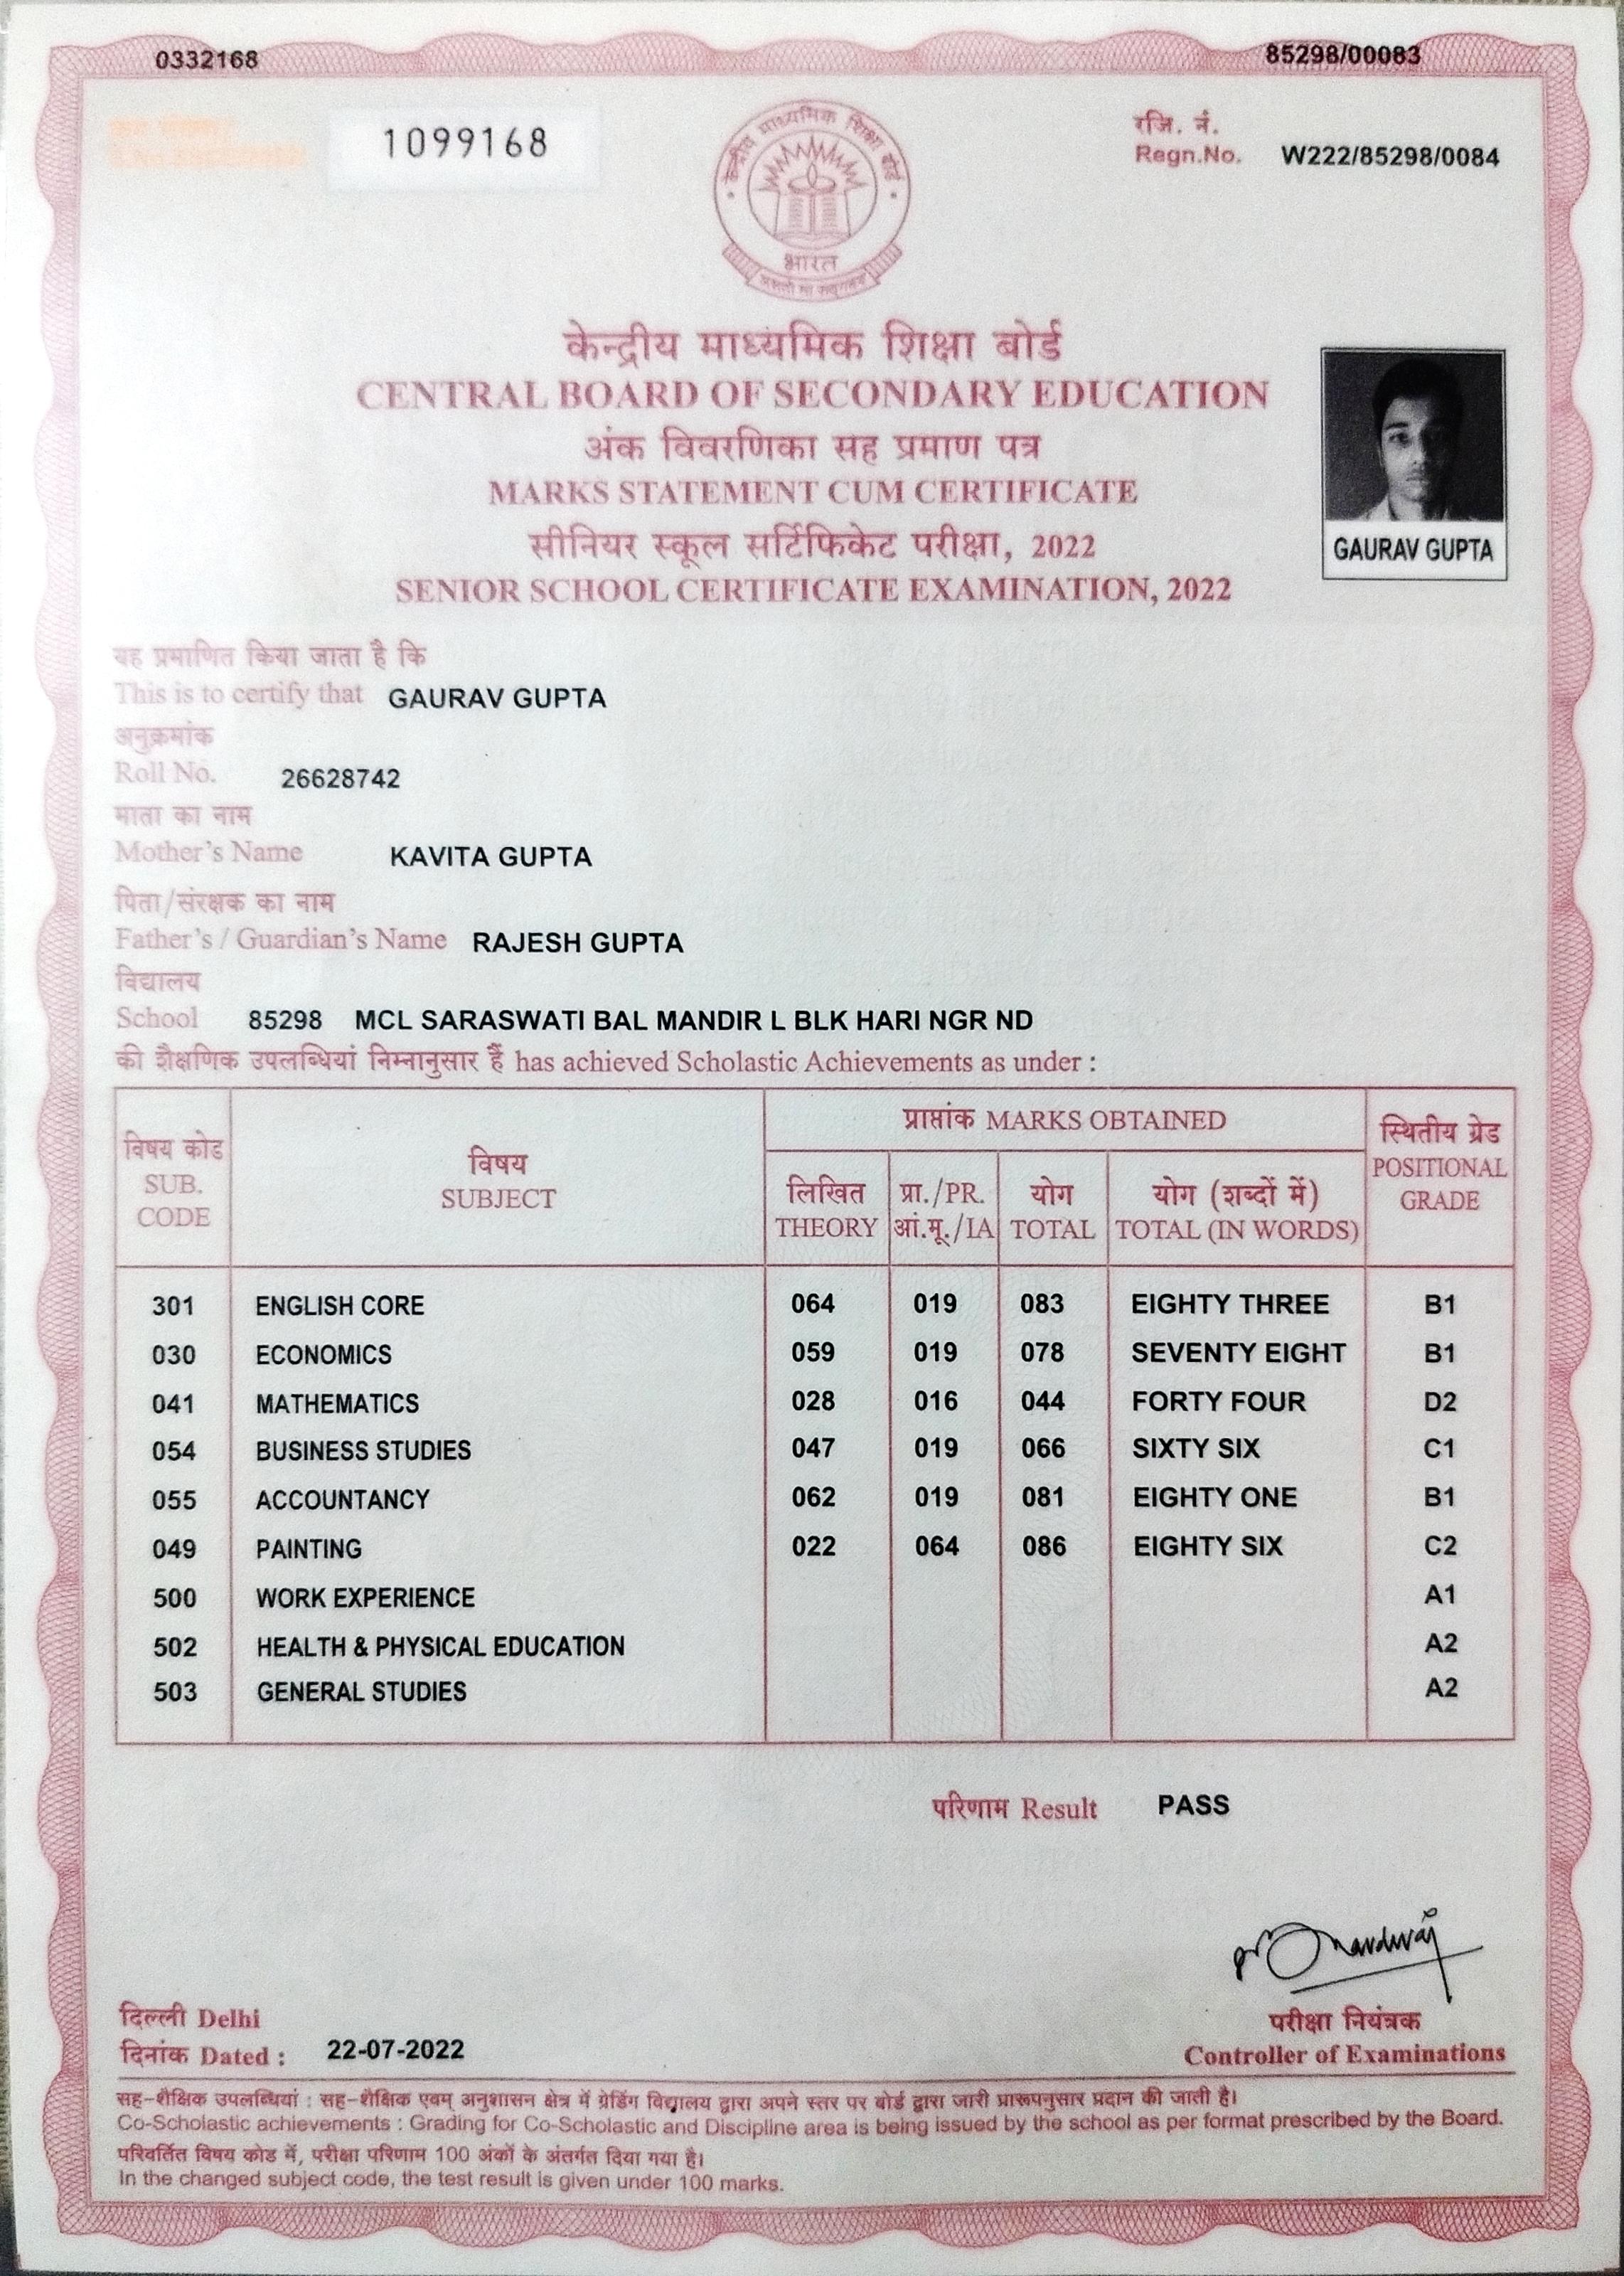 0332168 85298/00083
1099168
रजि. नं.
Regn.No. W222/85298/0084
केन्द्रीय माध्यमिक शिक्षा बोर्ड
भारत
असतो मा सद्गमय
केन्द्रीय माध्यमिक शिक्षा बोर्ड
CENTRAL BOARD OF SECONDARY EDUCATION
अंक विवरणिका सह प्रमाण पत्र
MARKS STATEMENT CUM CERTIFICATE
सीनियर स्कूल सर्टिफिकेट परीक्षा, 2022
SENIOR SCHOOL CERTIFICATE EXAMINATION, 2022
GAURAV GUPTA
यह प्रमाणित किया जाता है कि
This is to certify that GAURAV GUPTA
अनुक्रमांक
Roll No. 26628742
माता का नाम
Mother's Name KAVITA GUPTA
पिता/संरक्षक का नाम
Father's / Guardian's Name RAJESH GUPTA
विद्यालय
School 85298 MCL SARASWATI BAL MANDIR L BLK HARI NGR ND
की शैक्षणिक उपलब्धियां निम्नानुसार हैं has achieved Scholastic Achievements as under :
विषय कोड
SUB.
CODE
विषय
SUBJECT
प्राप्तांक MARKS OBTAINED
लिखित
THEORY
प्रा./PR.
आं.मू./IA
योग
TOTAL
योग (शब्दों में)
TOTAL (IN WORDS)
स्थितीय ग्रेड
POSITIONAL
GRADE
301 ENGLISH CORE 064 019 083 EIGHTY THREE B1
030 ECONOMICS 059 019 078 SEVENTY EIGHT B1
041 MATHEMATICS 028 016 044 FORTY FOUR D2
054 BUSINESS STUDIES 047 019 066 SIXTY SIX C1
055 ACCOUNTANCY 062 019 081 EIGHTY ONE B1
049 PAINTING 022 064 086 EIGHTY SIX C2
500 WORK EXPERIENCE A1
502 HEALTH & PHYSICAL EDUCATION A2
503 GENERAL STUDIES A2
परिणाम Result PASS
दिल्ली Delhi
दिनांक Dated : 22-07-2022
परीक्षा नियंत्रक
Controller of Examinations
सह-शैक्षिक उपलब्धियां : सह-शैक्षिक एवम् अनुशासन क्षेत्र में ग्रेडिंग विद्यालय द्वारा अपने स्तर पर बोर्ड द्वारा जारी प्रारूपनुसार प्रदान की जाती है।
Co-Scholastic achievements : Grading for Co-Scholastic and Discipline area is being issued by the school as per format prescribed by the Board.
परिवर्तित विषय कोड में, परीक्षा परिणाम 100 अंकों के अंतर्गत दिया गया है।
In the changed subject code, the test result is given under 100 marks.